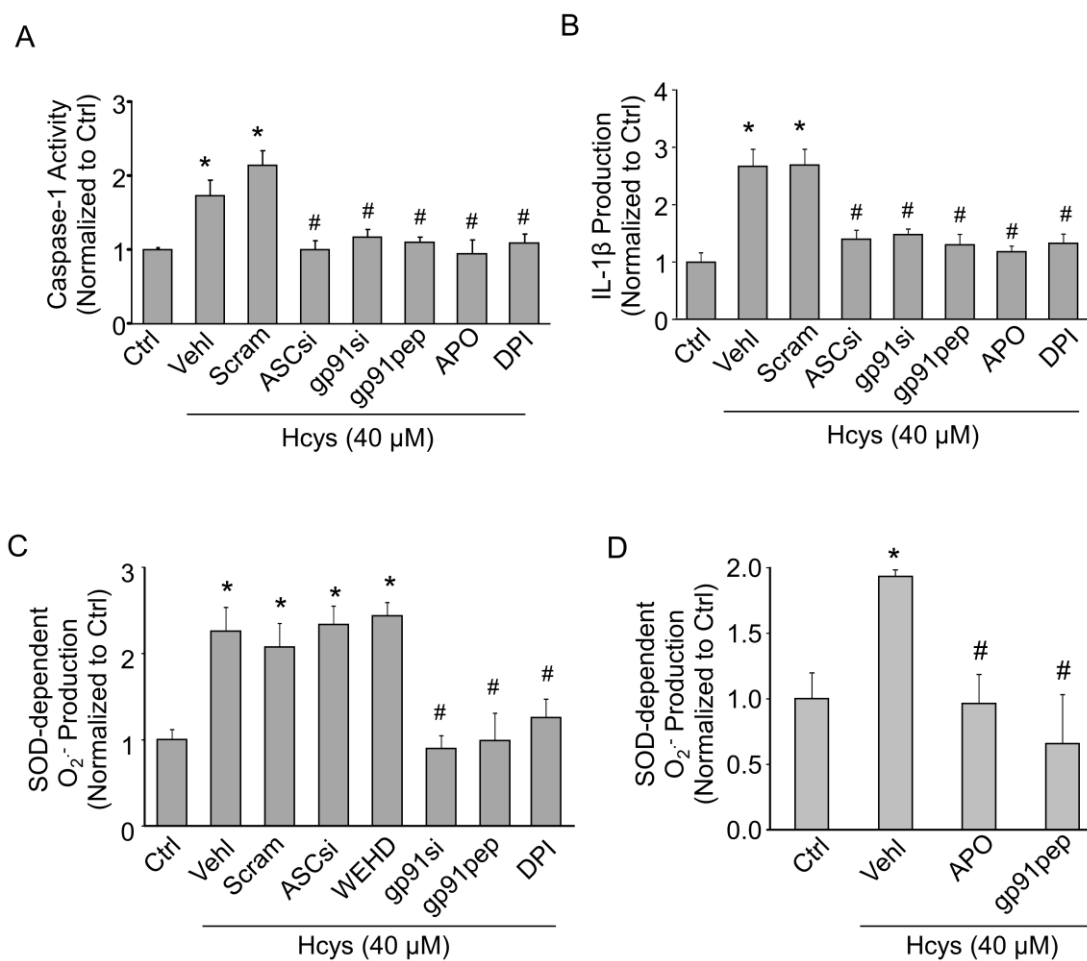 A
Caspase-1 Activity
(Normalized to Ctrl)
3
2
1
0
*
*
#
#
#
#
#
Ctrl
Vehl
Scram
ASCsi
gp91si
gp91pep
APO
DPI
Hcys (40 μM)
B
IL-1β Production
(Normalized to Ctrl)
4
3
2
1
0
*
*
#
#
#
#
#
Ctrl
Vehl
Scram
ASCsi
gp91si
gp91pep
APO
DPI
Hcys (40 μM)
C
SOD-dependent
O₂·⁻ Production
(Normalized to Ctrl)
3
2
1
0
*
*
*
*
#
#
#
Ctrl
Vehl
Scram
ASCsi
WEHD
gp91si
gp91pep
DPI
Hcys (40 μM)
D
SOD-dependent
O₂·⁻ Production
(Normalized to Ctrl)
2.0
1.5
1.0
0.5
0.0
*
#
#
Ctrl
Vehl
APO
gp91pep
Hcys (40 μM)